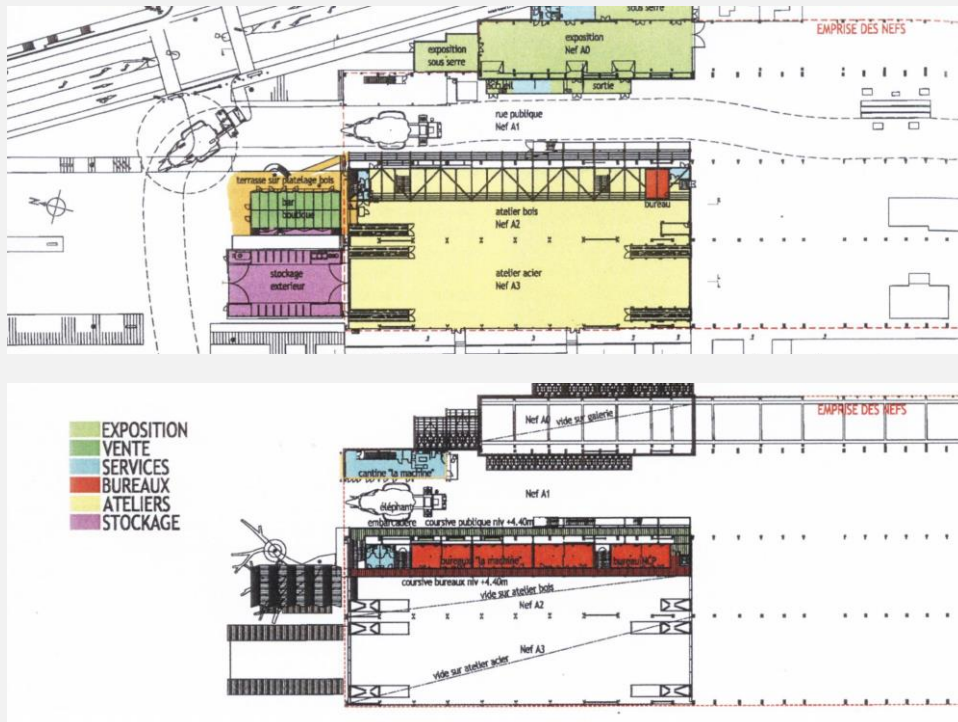 sous serre
EMPRISE DES NEFS
exposition
Nef A0
exposition
sous serre
accueil
sortie
rue publique
Nef A1
terrasse sur platelage bois
bar
boutique
bureau
atelier bois
Nef A2
stockage
exterieur
atelier acier
Nef A3
EXPOSITION
VENTE
SERVICES
BUREAUX
ATELIERS
STOCKAGE
Nef A0
vide sur galerie
EMPRISE DES NEFS
cantine "la machine"
Nef A1
éléphant
embarcadère
coursive publique niv +4.40m
bureaux "la machine"
bureau HCP
coursive bureaux niv +4.40m
vide sur atelier bois
Nef A2
Nef A3
vide sur atelier acier